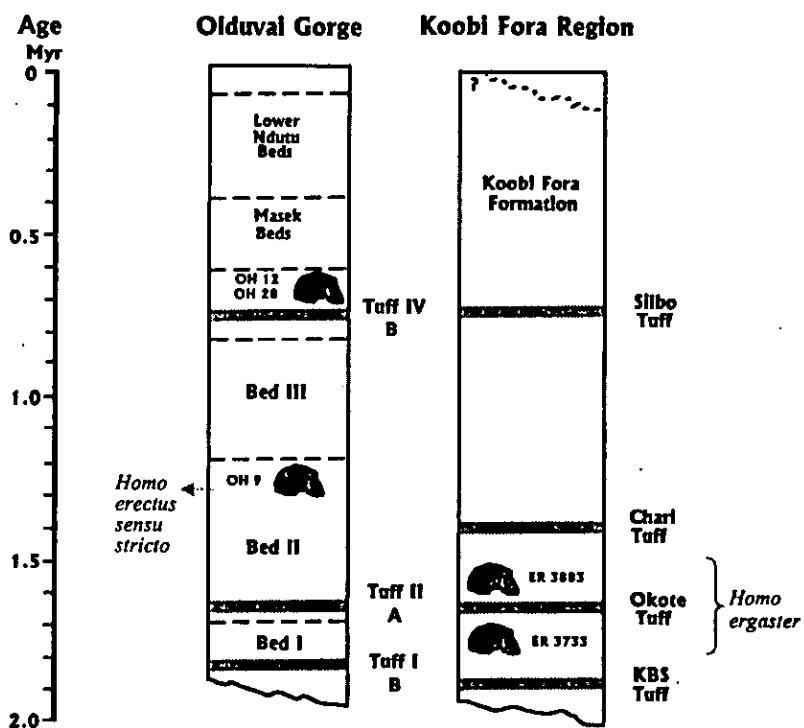 Age
Myr
Olduvai Gorge
Koobi Fora Region
0
0.5
1.0
1.5
2.0
Lower
Ndutu
Beds
Masek
Beds
OH 12
OH 28
Tuff IV
B
Bed III
OH 9
Homo
erectus
sensu
stricto
Bed II
Tuff II
A
Bed I
Tuff I
B
?
Koobi Fora
Formation
Silbo
Tuff
Chari
Tuff
ER 3883
Okote
Tuff
Homo
ergaster
ER 3733
KBS
Tuff